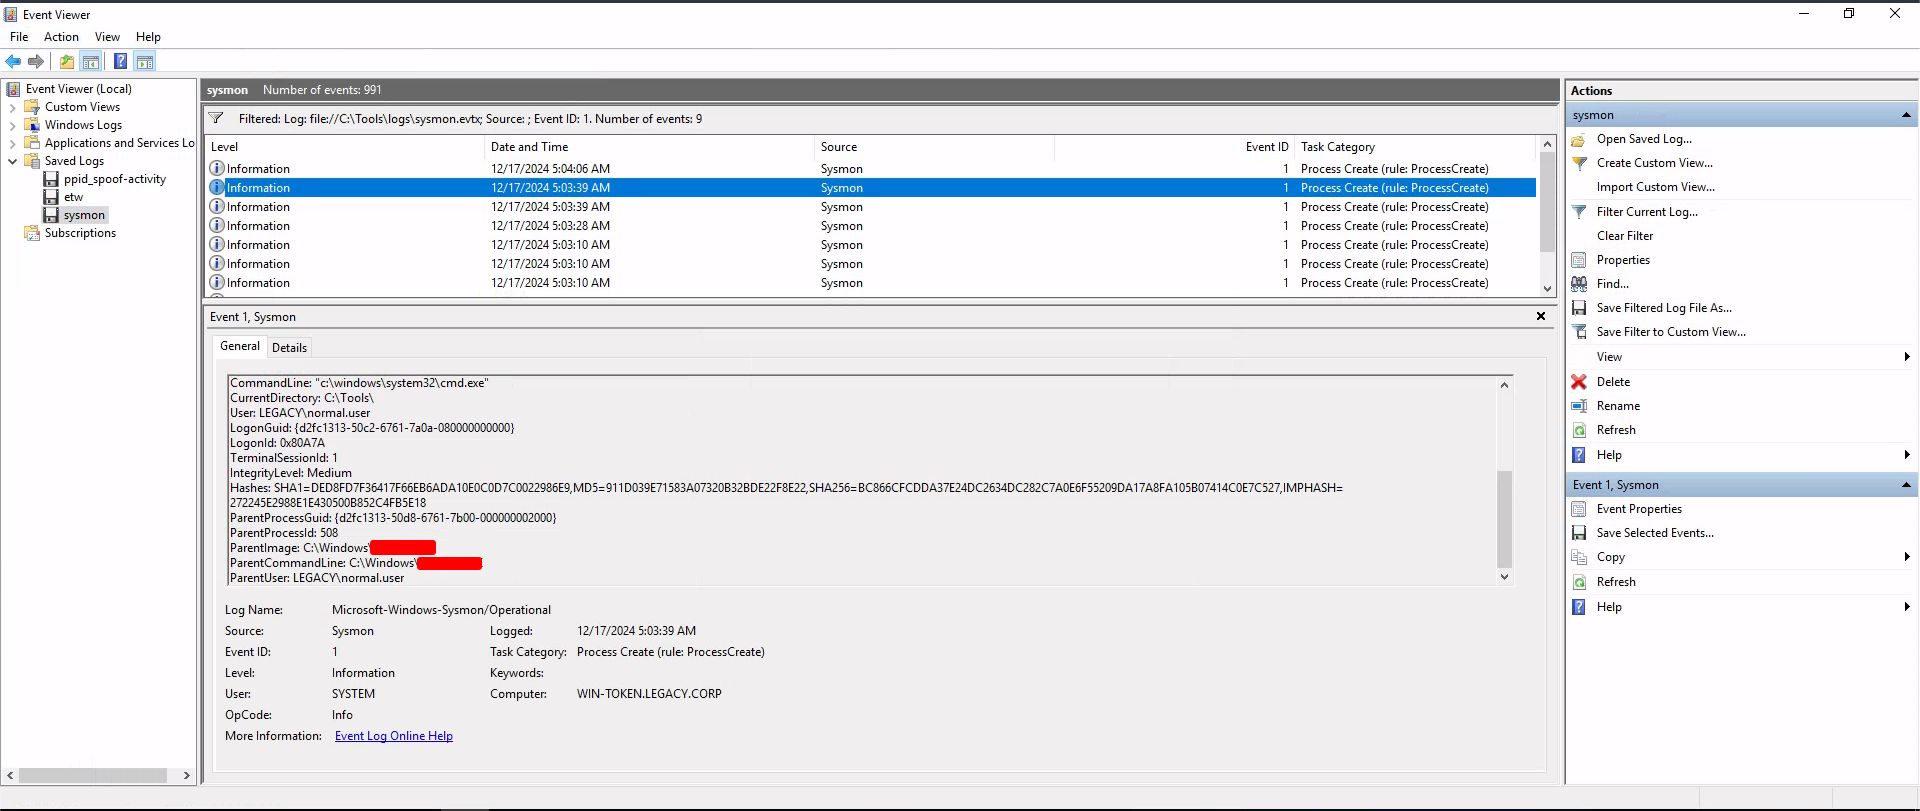 Event Viewer
File Action View Help
Event Viewer (Local)
Custom Views
Windows Logs
Applications and Services Lo
Saved Logs
ppid_spoof-activity
etw
sysmon
Subscriptions
sysmon Number of events: 991
Filtered: Log: file://C:\Tools\logs\sysmon.evtx; Source: ; Event ID: 1. Number of events: 9
Level Date and Time Source Event ID Task Category
Information 12/17/2024 5:04:06 AM Sysmon 1 Process Create (rule: ProcessCreate)
Information 12/17/2024 5:03:39 AM Sysmon 1 Process Create (rule: ProcessCreate)
Information 12/17/2024 5:03:39 AM Sysmon 1 Process Create (rule: ProcessCreate)
Information 12/17/2024 5:03:28 AM Sysmon 1 Process Create (rule: ProcessCreate)
Information 12/17/2024 5:03:10 AM Sysmon 1 Process Create (rule: ProcessCreate)
Information 12/17/2024 5:03:10 AM Sysmon 1 Process Create (rule: ProcessCreate)
Information 12/17/2024 5:03:10 AM Sysmon 1 Process Create (rule: ProcessCreate)
Event 1, Sysmon
General Details
CommandLine: "c:\windows\system32\cmd.exe"
CurrentDirectory: C:\Tools\
User: LEGACY\normal.user
LogonGuid: {d2fc1313-50c2-6761-7a0a-080000000000}
LogonId: 0x80A7A
TerminalSessionId: 1
IntegrityLevel: Medium
Hashes: SHA1=DED8FD7F36417F66EB6ADA10E0C0D7C0022986E9,MD5=911D039E71583A07320B32BDE22F8E22,SHA256=BC866CFCDDA37E24DC2634DC282C7A0E6F55209DA17A8FA105B07414C0E7C527,IMPHASH=
272245E2988E1E430500B852C4FB5E18
ParentProcessGuid: {d2fc1313-50d8-6761-7b00-000000002000}
ParentProcessId: 508
ParentImage: C:\Windows\
ParentCommandLine: C:\Windows\
ParentUser: LEGACY\normal.user
Log Name: Microsoft-Windows-Sysmon/Operational
Source: Sysmon Logged: 12/17/2024 5:03:39 AM
Event ID: 1 Task Category: Process Create (rule: ProcessCreate)
Level: Information Keywords:
User: SYSTEM Computer: WIN-TOKEN.LEGACY.CORP
OpCode: Info
More Information: Event Log Online Help
Actions
sysmon
Open Saved Log...
Create Custom View...
Import Custom View...
Filter Current Log...
Clear Filter
Properties
Find...
Save Filtered Log File As...
Save Filter to Custom View...
View
Delete
Rename
Refresh
Help
Event 1, Sysmon
Event Properties
Save Selected Events...
Copy
Refresh
Help